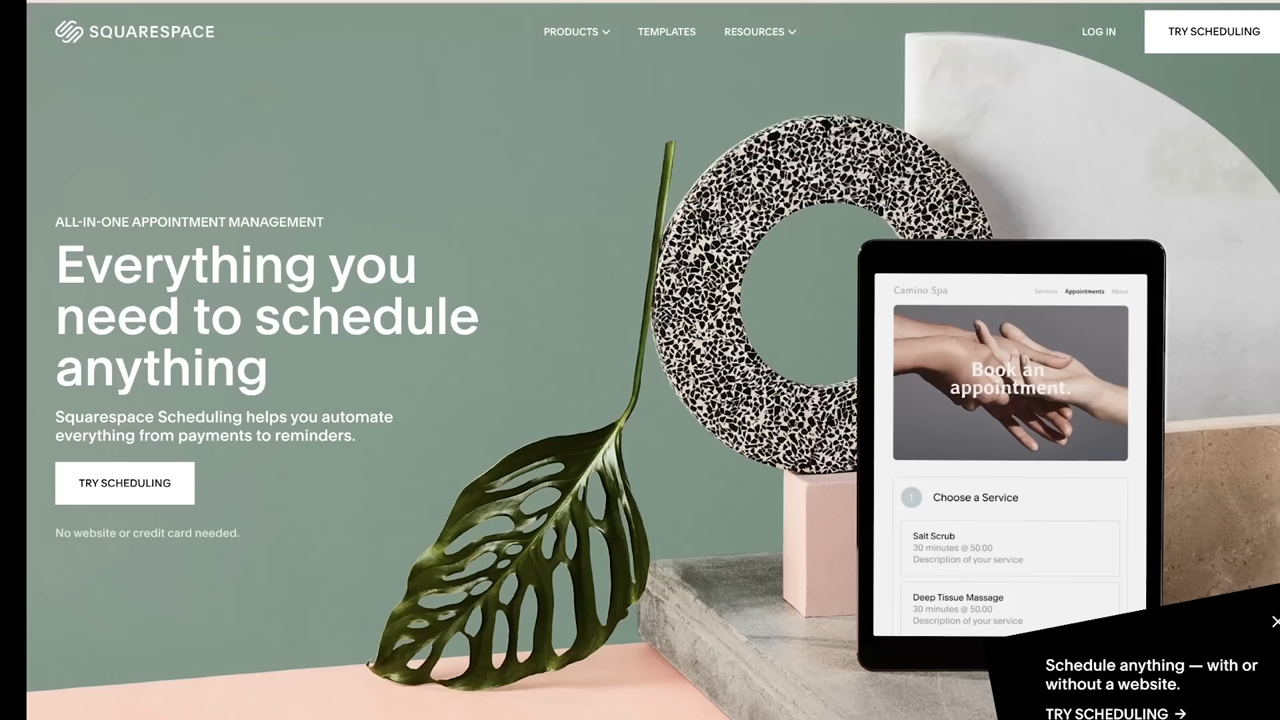 SQUARESPACE
PRODUCTS
TEMPLATES
RESOURCES
LOG IN
TRY SCHEDULING
ALL-IN-ONE APPOINTMENT MANAGEMENT
Everything you
need to schedule
anything
Squarespace Scheduling helps you automate
everything from payments to reminders.
TRY SCHEDULING
No website or credit card needed.
Camino Spa
Services
Appointments
About
Book an
appointment.
1
Choose a Service
Salt Scrub
30 minutes @ 50.00
Description of your service
Deep Tissue Massage
30 minutes @ 50.00
Description of your service
Schedule anything — with or
without a website.
TRY SCHEDULING →